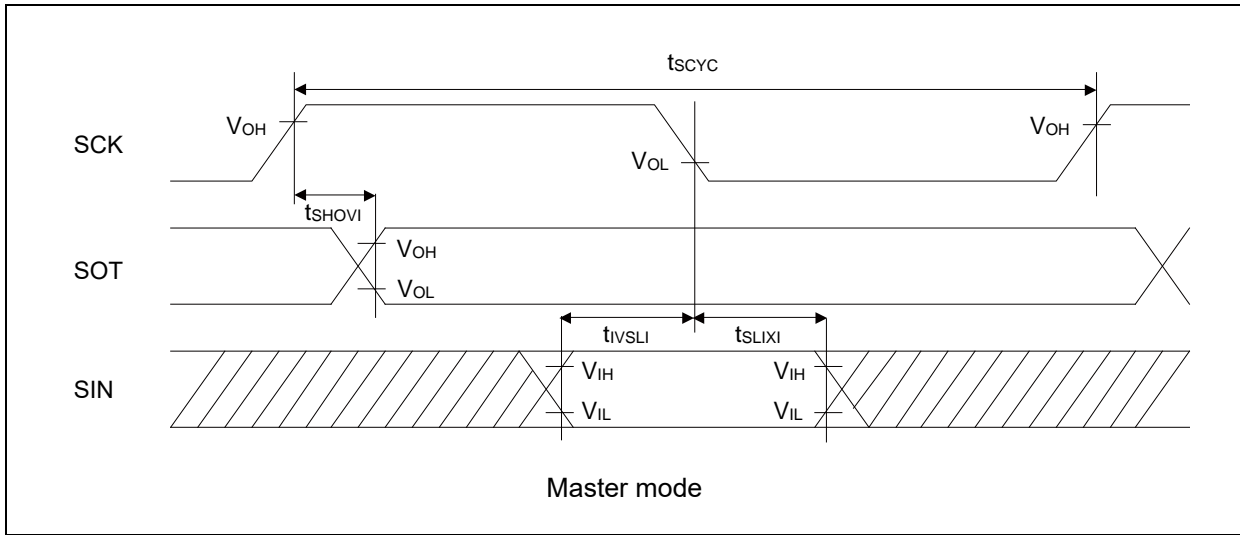 tSCYC
SCK
VOH
VOL
VOH
tSHOVI
SOT
VOH
VOL
tIVSLI
tSLIXI
SIN
VIH
VIH
VIL
VIL
Master mode